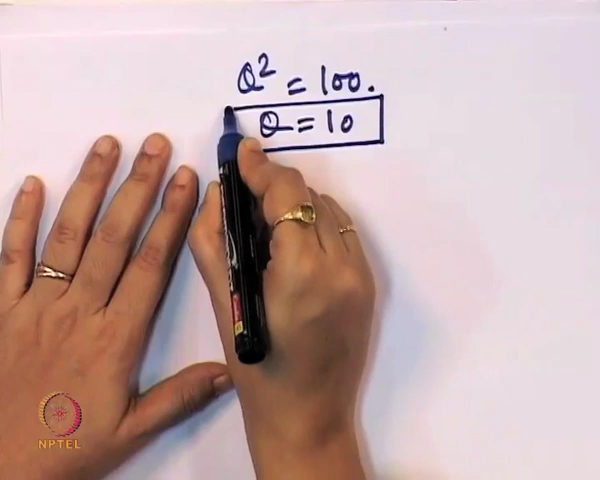 Q² = 100.
Q = 10
NPTEL